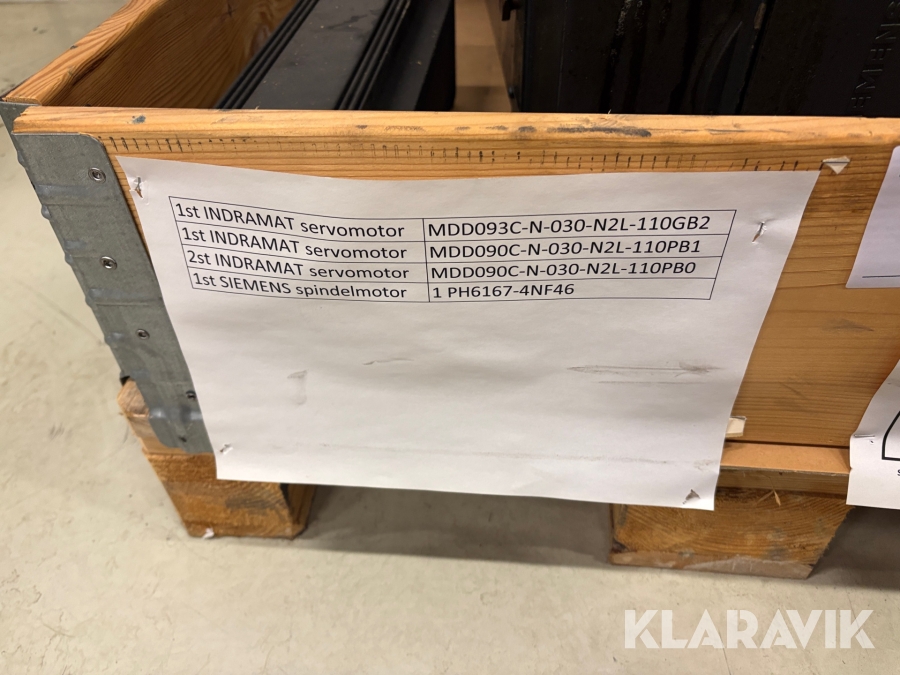 1st INDRAMAT servomotor MDD093C-N-030-N2L-110GB2
1st INDRAMAT servomotor MDD090C-N-030-N2L-110PB1
2st INDRAMAT servomotor MDD090C-N-030-N2L-110PB0
1st SIEMENS spindelmotor 1 PH6167-4NF46
KLARAVIK